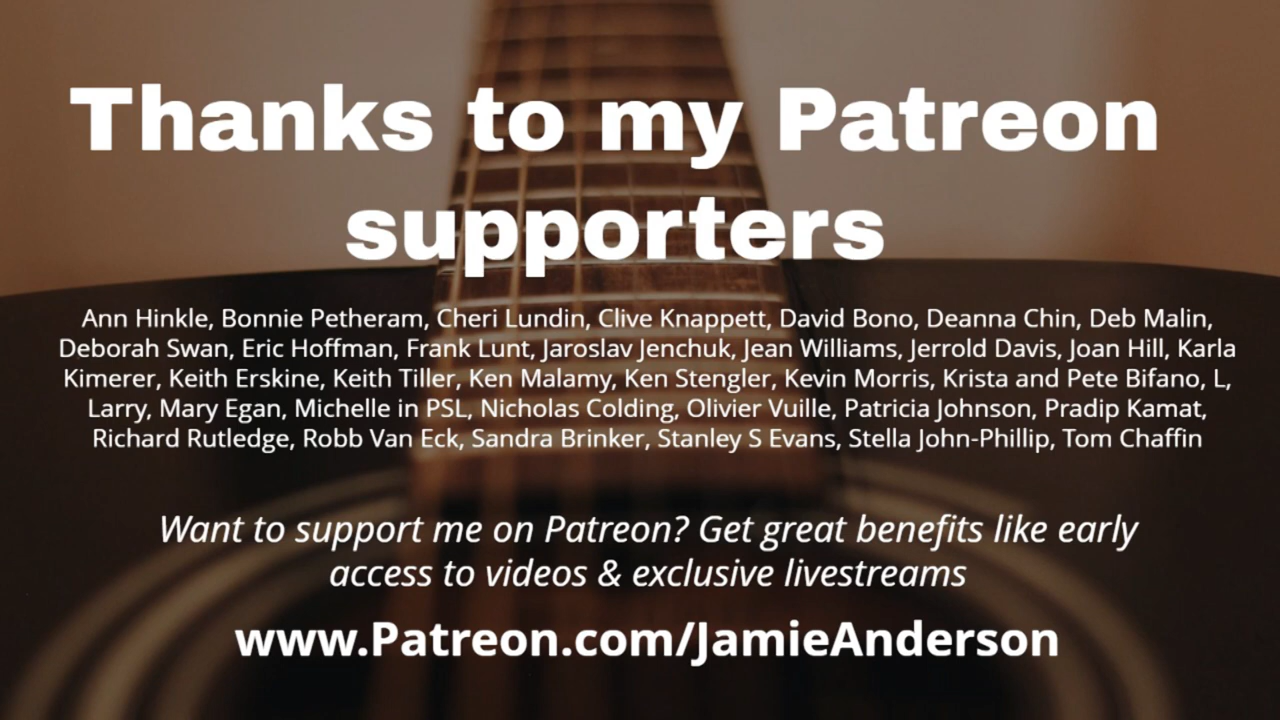 Thanks to my Patreon
supporters
Ann Hinkle, Bonnie Petheram, Cheri Lundin, Clive Knappett, David Bono, Deanna Chin, Deb Malin,
Deborah Swan, Eric Hoffman, Frank Lunt, Jaroslav Jenchuk, Jean Williams, Jerrold Davis, Joan Hill, Karla
Kimerer, Keith Erskine, Keith Tiller, Ken Malamy, Ken Stengler, Kevin Morris, Krista and Pete Bifano, L,
Larry, Mary Egan, Michelle in PSL, Nicholas Colding, Olivier Vuille, Patricia Johnson, Pradip Kamat,
Richard Rutledge, Robb Van Eck, Sandra Brinker, Stanley S Evans, Stella John-Phillip, Tom Chaffin
Want to support me on Patreon? Get great benefits like early
access to videos & exclusive livestreams
www.Patreon.com/JamieAnderson